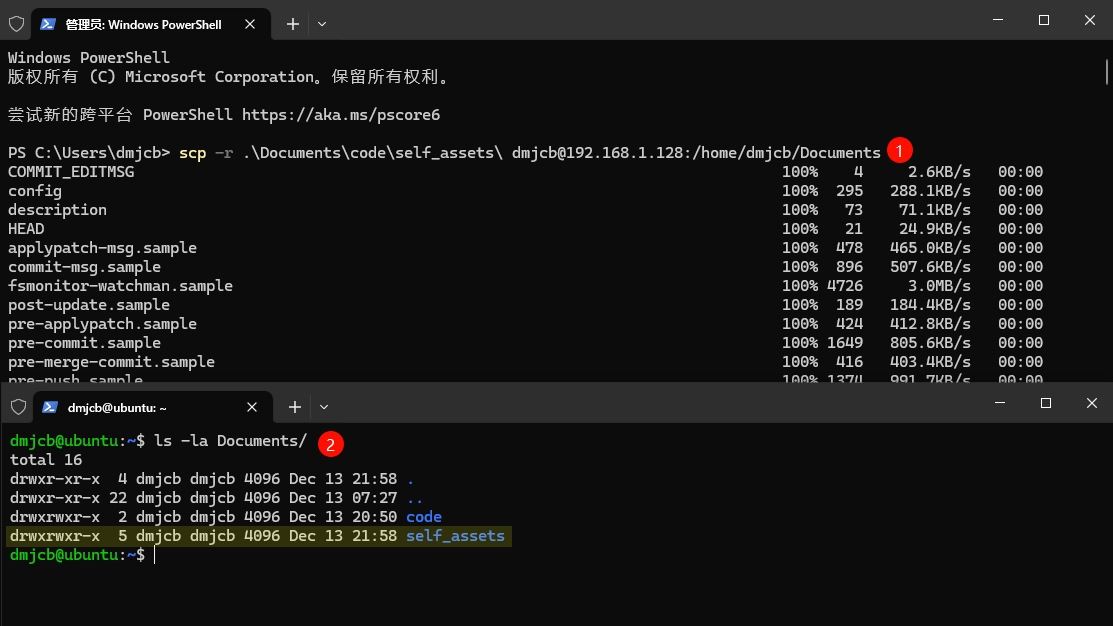 管理员: Windows PowerShell
Windows PowerShell
版权所有 (C) Microsoft Corporation。保留所有权利。
尝试新的跨平台 PowerShell https://aka.ms/pscore6
PS C:\Users\dmjcb> scp -r .\Documents\code\self_assets\ dmjcb@192.168.1.128:/home/dmjcb/Documents 1
COMMIT_EDITMSG 100% 4 2.6KB/s 00:00
config 100% 295 288.1KB/s 00:00
description 100% 73 71.1KB/s 00:00
HEAD 100% 21 24.9KB/s 00:00
applypatch-msg.sample 100% 478 465.0KB/s 00:00
commit-msg.sample 100% 896 507.6KB/s 00:00
fsmonitor-watchman.sample 100% 4726 3.0MB/s 00:00
post-update.sample 100% 189 184.4KB/s 00:00
pre-applypatch.sample 100% 424 412.8KB/s 00:00
pre-commit.sample 100% 1649 805.6KB/s 00:00
pre-merge-commit.sample 100% 416 403.4KB/s 00:00
pre-push.sample 100% 1374 991.7KB/s 00:00
dmjcb@ubuntu: ~
dmjcb@ubuntu:~$ ls -la Documents/ 2
total 16
drwxr-xr-x 4 dmjcb dmjcb 4096 Dec 13 21:58 .
drwxr-xr-x 22 dmjcb dmjcb 4096 Dec 13 07:27 ..
drwxrwxr-x 2 dmjcb dmjcb 4096 Dec 13 20:50 code
drwxrwxr-x 5 dmjcb dmjcb 4096 Dec 13 21:58 self_assets
dmjcb@ubuntu:~$